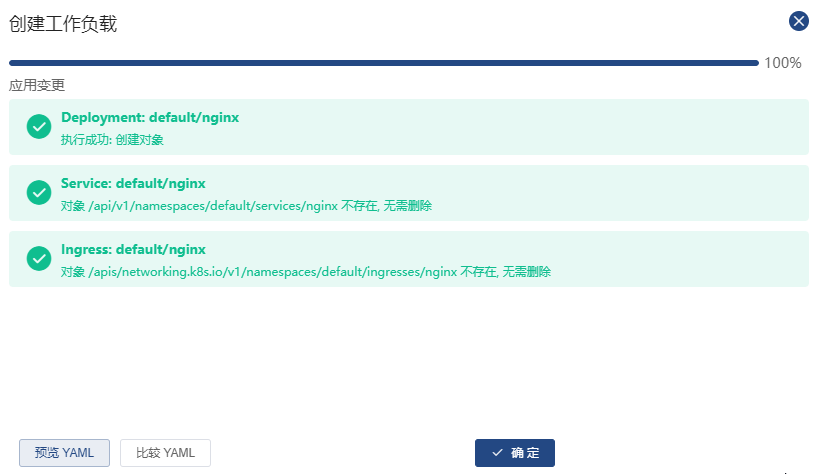 创建工作负载
100%
应用变更
Deployment: default/nginx
执行成功: 创建对象
Service: default/nginx
对象 /api/v1/namespaces/default/services/nginx 不存在, 无需删除
Ingress: default/nginx
对象 /apis/networking.k8s.io/v1/namespaces/default/ingresses/nginx 不存在, 无需删除
预览 YAML 比较 YAML 确 定